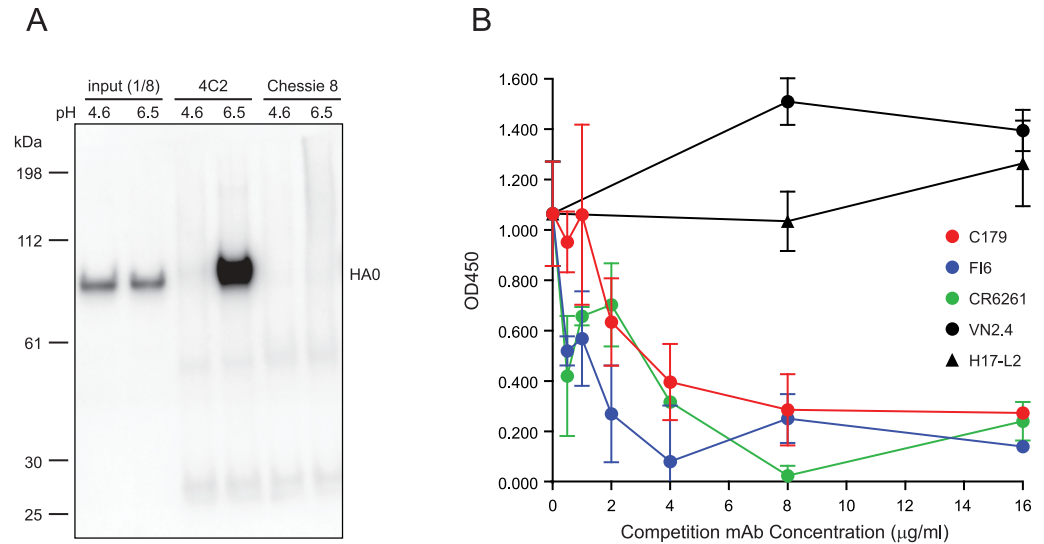 A
input (1/8) 4C2 Chessie 8
pH 4.6 6.5 4.6 6.5 4.6 6.5
kDa
198
112
HA0
61
30
25
B
1.600
1.400
1.200
1.000
0.800
0.600
0.400
0.200
0.000
OD450
C179
FI6
CR6261
VN2.4
H17-L2
0 2 4 6 8 10 12 14 16
Competition mAb Concentration (μg/ml)